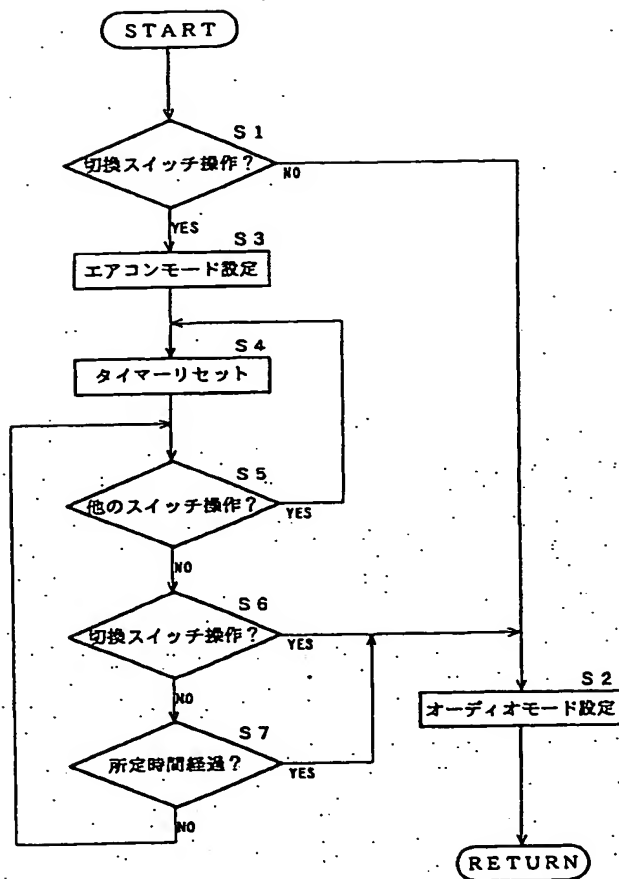 START
S1
切換スイッチ操作?
NO
YES
S3
エアコンモード設定
S4
タイマーリセット
S5
他のスイッチ操作?
YES
NO
S6
切換スイッチ操作?
YES
NO
S2
オーディオモード設定
S7
所定時間経過?
YES
NO
RETURN